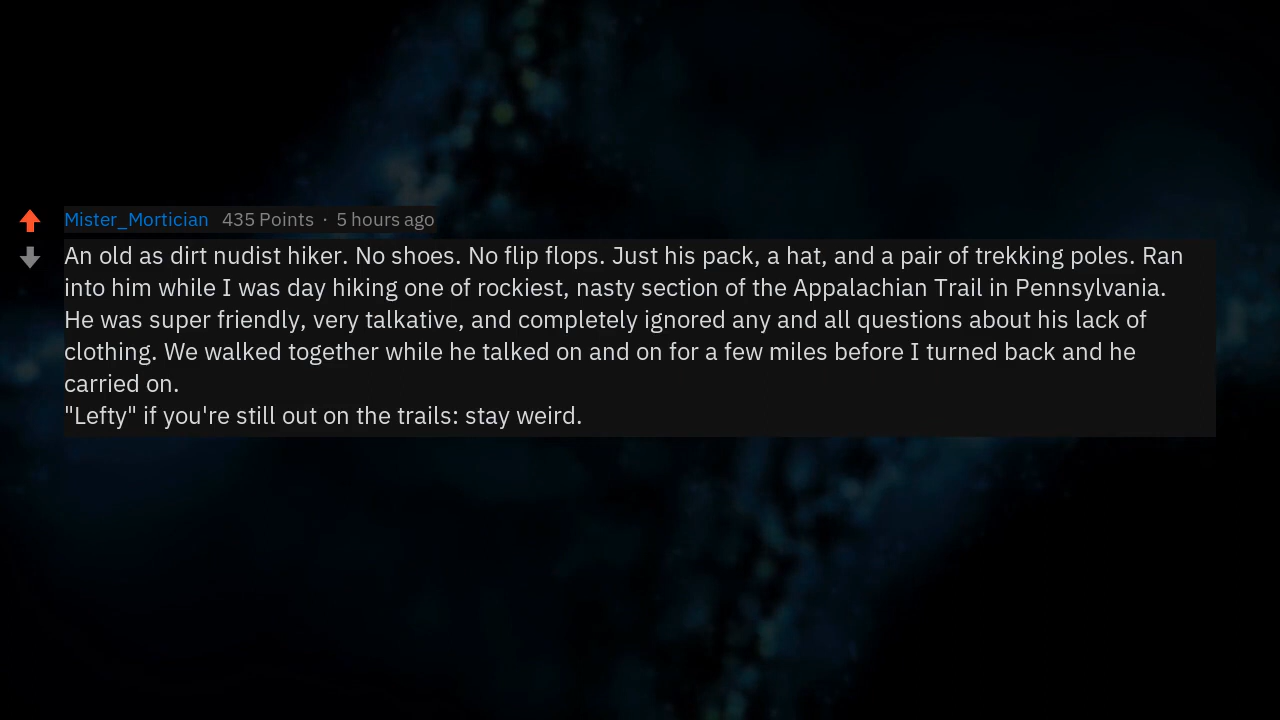 Mister_Mortician 435 Points · 5 hours ago
An old as dirt nudist hiker. No shoes. No flip flops. Just his pack, a hat, and a pair of trekking poles. Ran
into him while I was day hiking one of rockiest, nasty section of the Appalachian Trail in Pennsylvania.
He was super friendly, very talkative, and completely ignored any and all questions about his lack of
clothing. We walked together while he talked on and on for a few miles before I turned back and he
carried on.
"Lefty" if you're still out on the trails: stay weird.